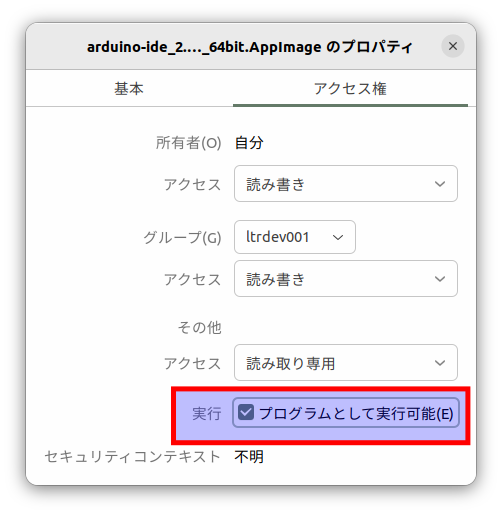 arduino-ide_2...._64bit.AppImage のプロパティ
基本 アクセス権
所有者(O) 自分
アクセス 読み書き
グループ(G) ltrdev001
アクセス 読み書き
その他
アクセス 読み取り専用
実行 プログラムとして実行可能(E)
セキュリティコンテキスト 不明